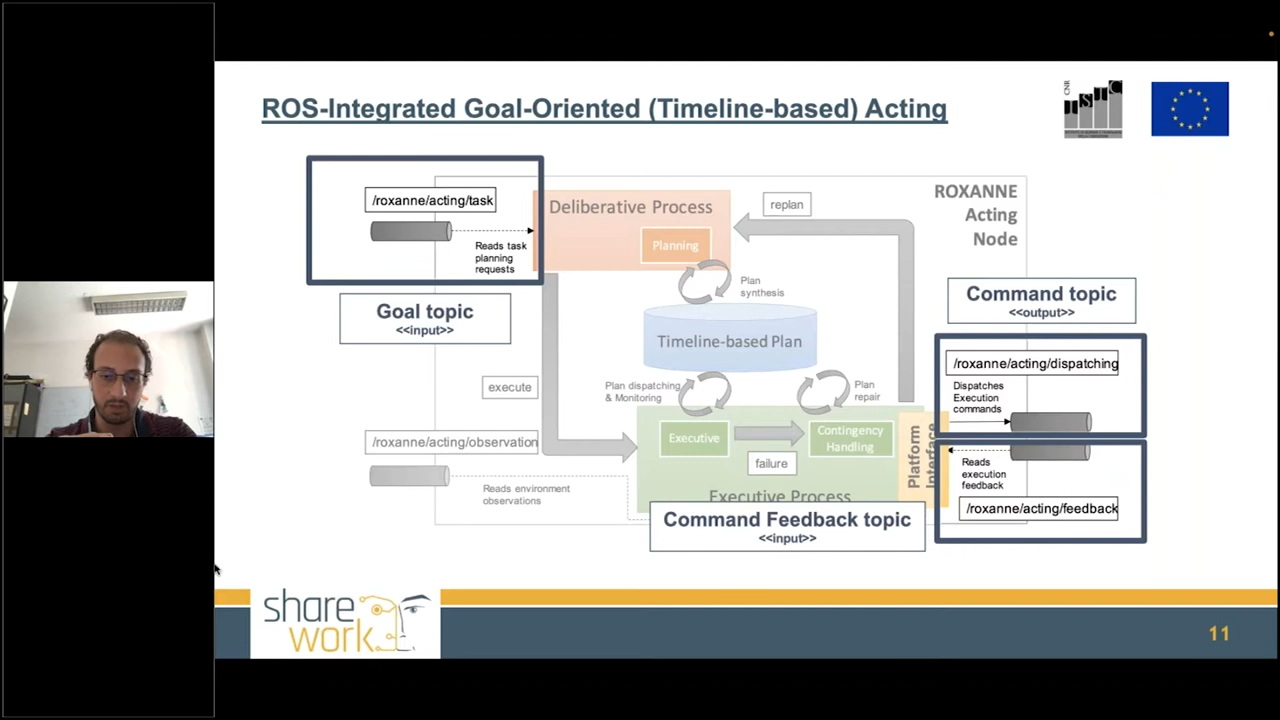 ROS-Integrated Goal-Oriented (Timeline-based) Acting
CNR
/roxanne/acting/task
Reads task
planning
requests
Goal topic
<<input>>
Deliberative Process
Planning
replan
ROXANNE
Acting
Node
Plan
synthesis
Timeline-based Plan
Command topic
<<output>>
/roxanne/acting/dispatching
Dispatches
Execution
commands
execute
Plan dispatching
& Monitoring
Plan
repair
/roxanne/acting/observation
Reads environment
observations
Executive
failure
Contingency
Handling
Executive Process
Platform
Interface
Reads
execution
feedback
/roxanne/acting/feedback
Command Feedback topic
<<input>>
share
work
11